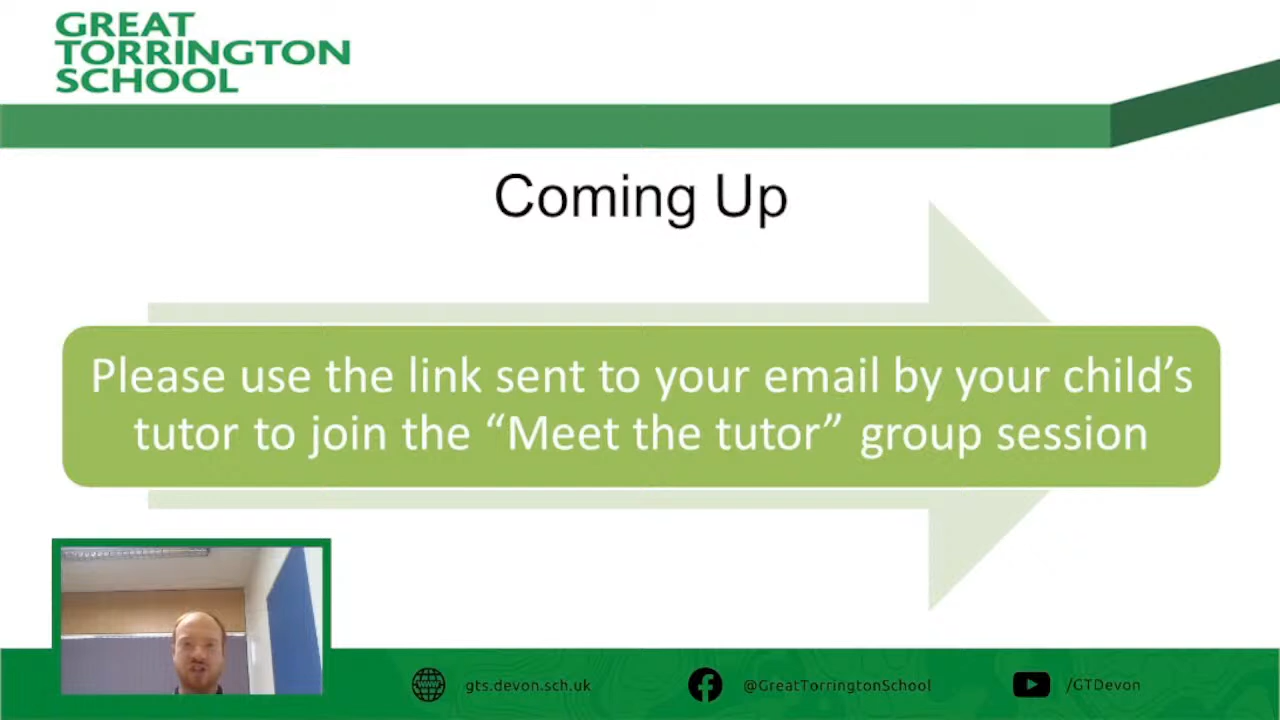 GREAT
TORRINGTON
SCHOOL
Coming Up
Please use the link sent to your email by your child’s
tutor to join the “Meet the tutor” group session
WWW
gts.devon.sch.uk
@GreatTorringtonSchool
/GTDevon